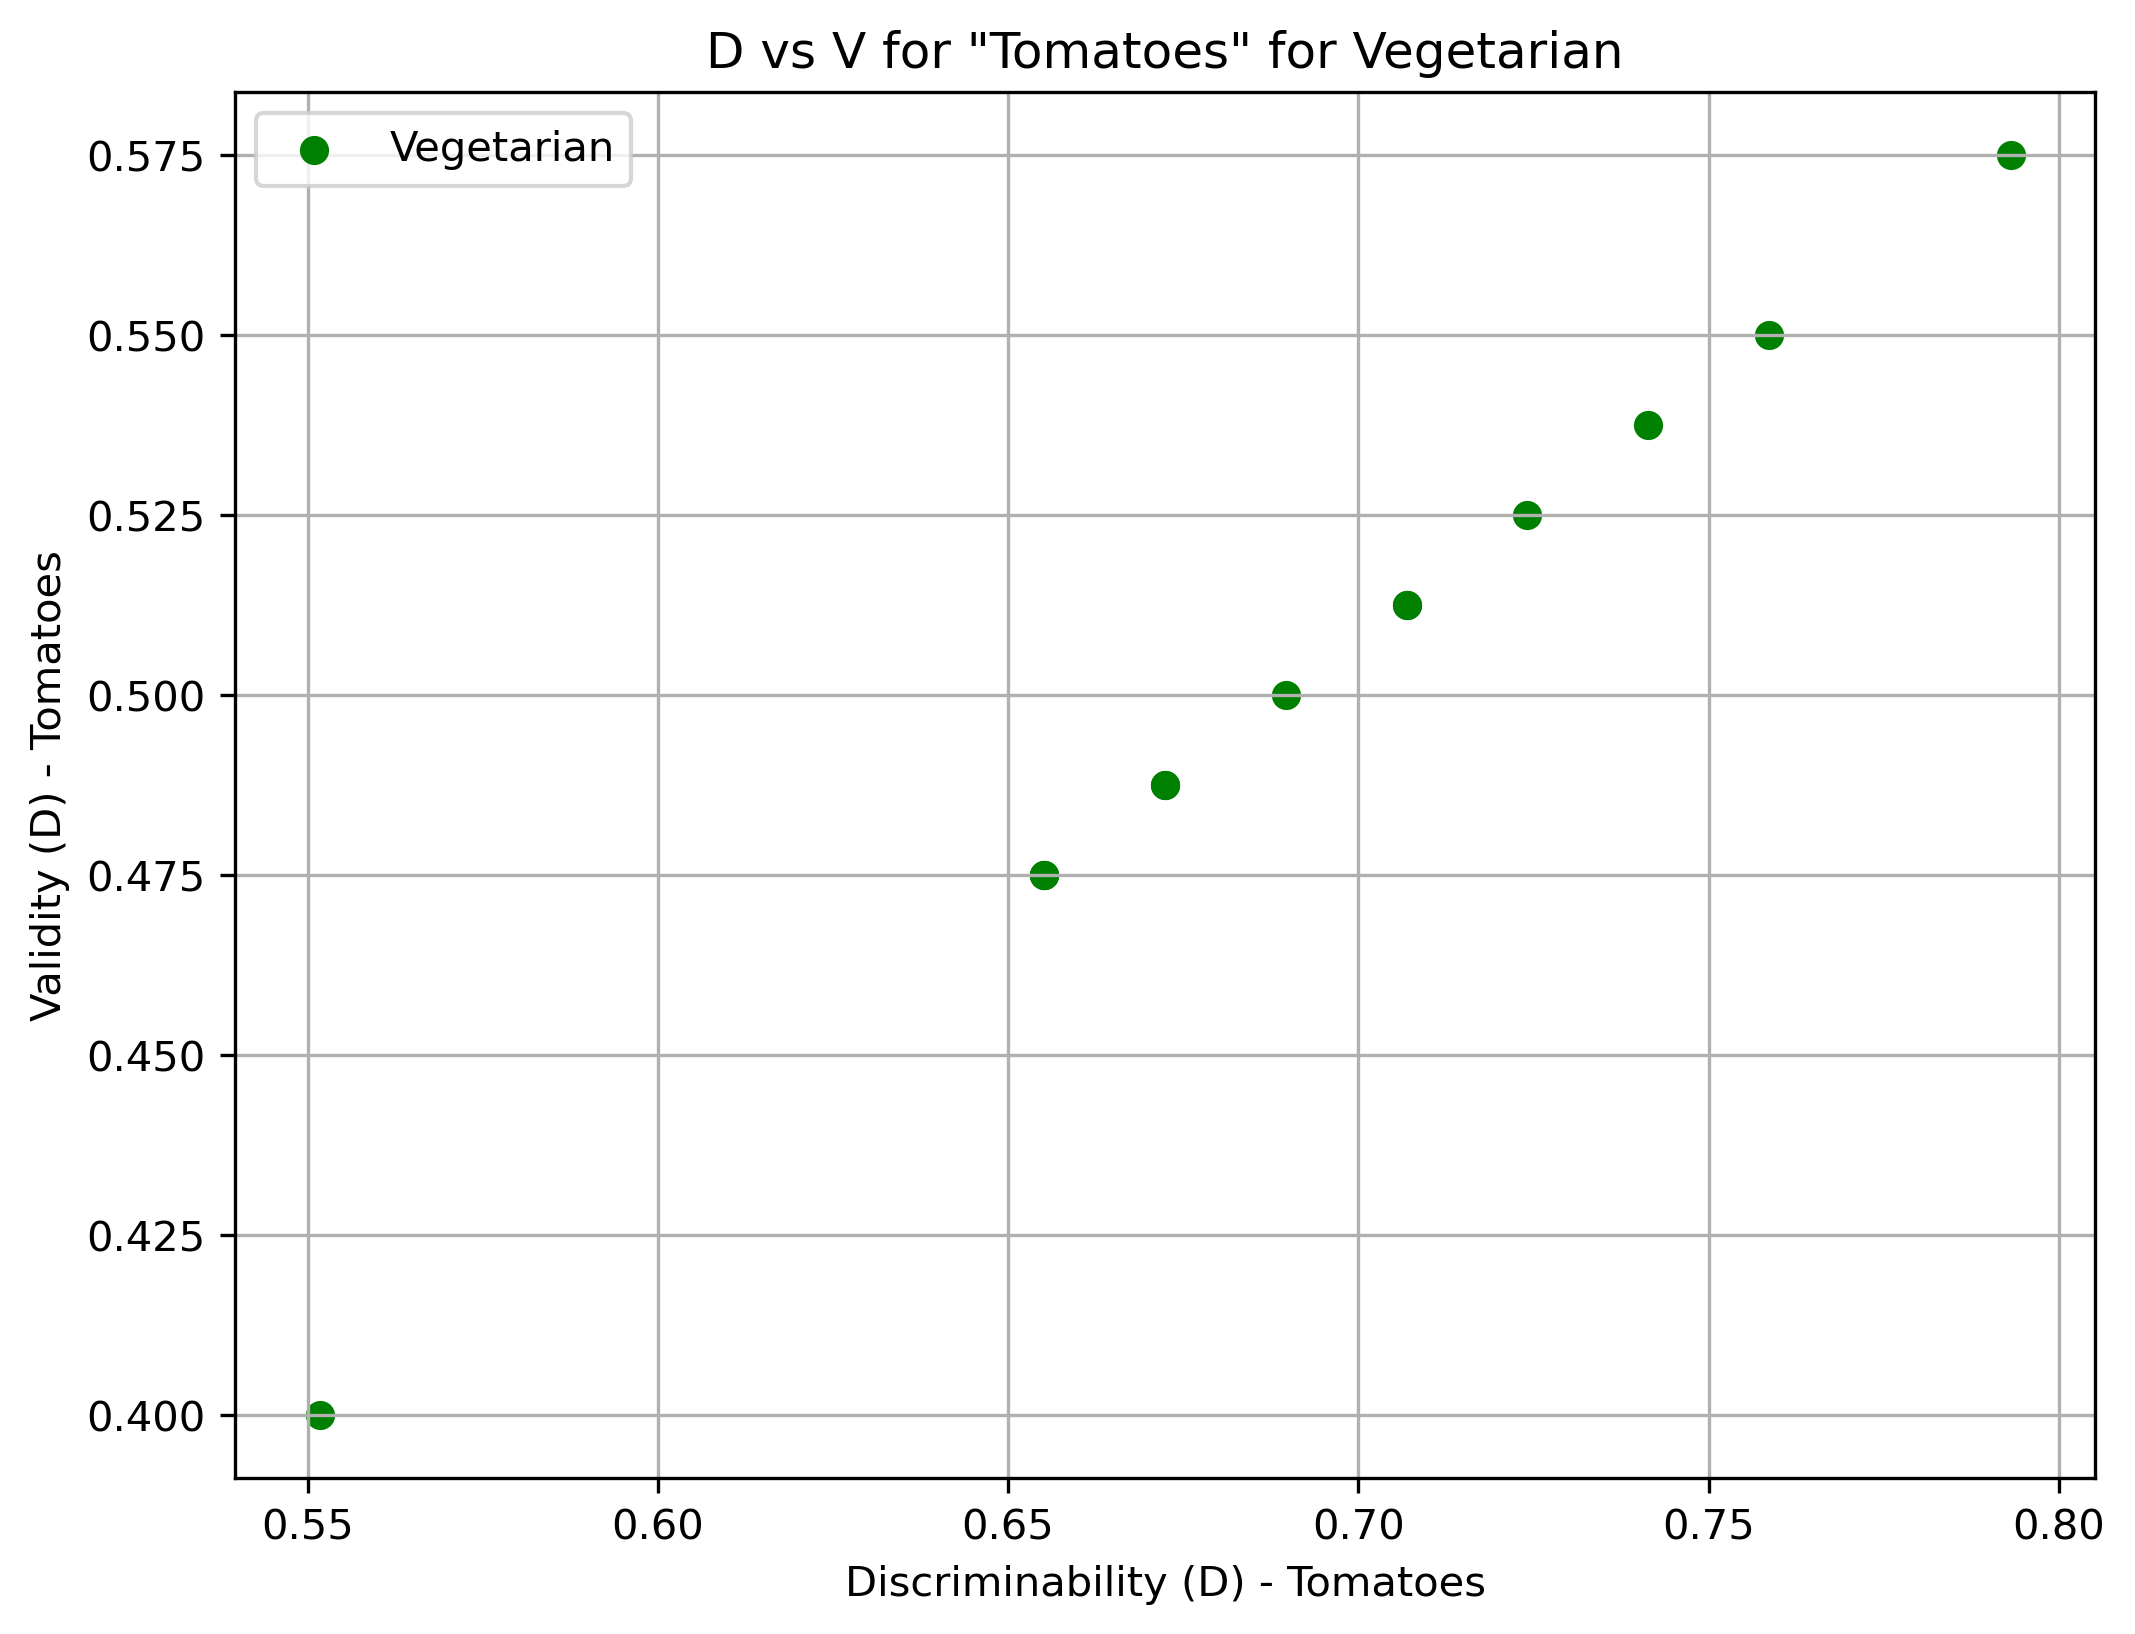 D vs V for "Tomatoes" for Vegetarian
Vegetarian
0.575
0.550
0.525
0.500
0.475
0.450
0.425
0.400
Validity (D) - Tomatoes
0.55 0.60 0.65 0.70 0.75 0.80
Discriminability (D) - Tomatoes